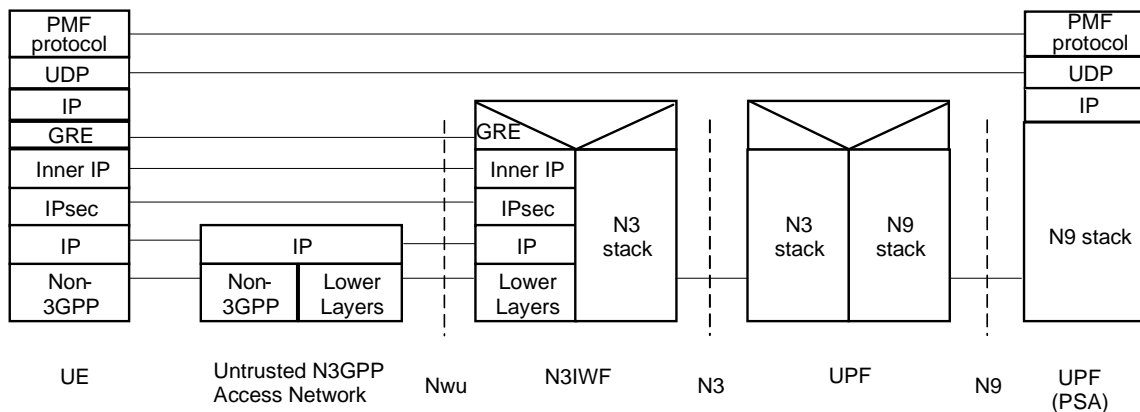 PMF
protocol
UDP
IP
GRE
Inner IP
IPsec
IP
Non-
3GPP
IP
Non-
3GPP
Lower
Layers
GRE
Inner IP
IPsec
IP
Lower
Layers
N3
stack
N3
stack
N9
stack
PMF
protocol
UDP
IP
N9 stack
UE
Untrusted N3GPP
Access Network
Nwu
N3IWF
N3
UPF
N9
UPF
(PSA)